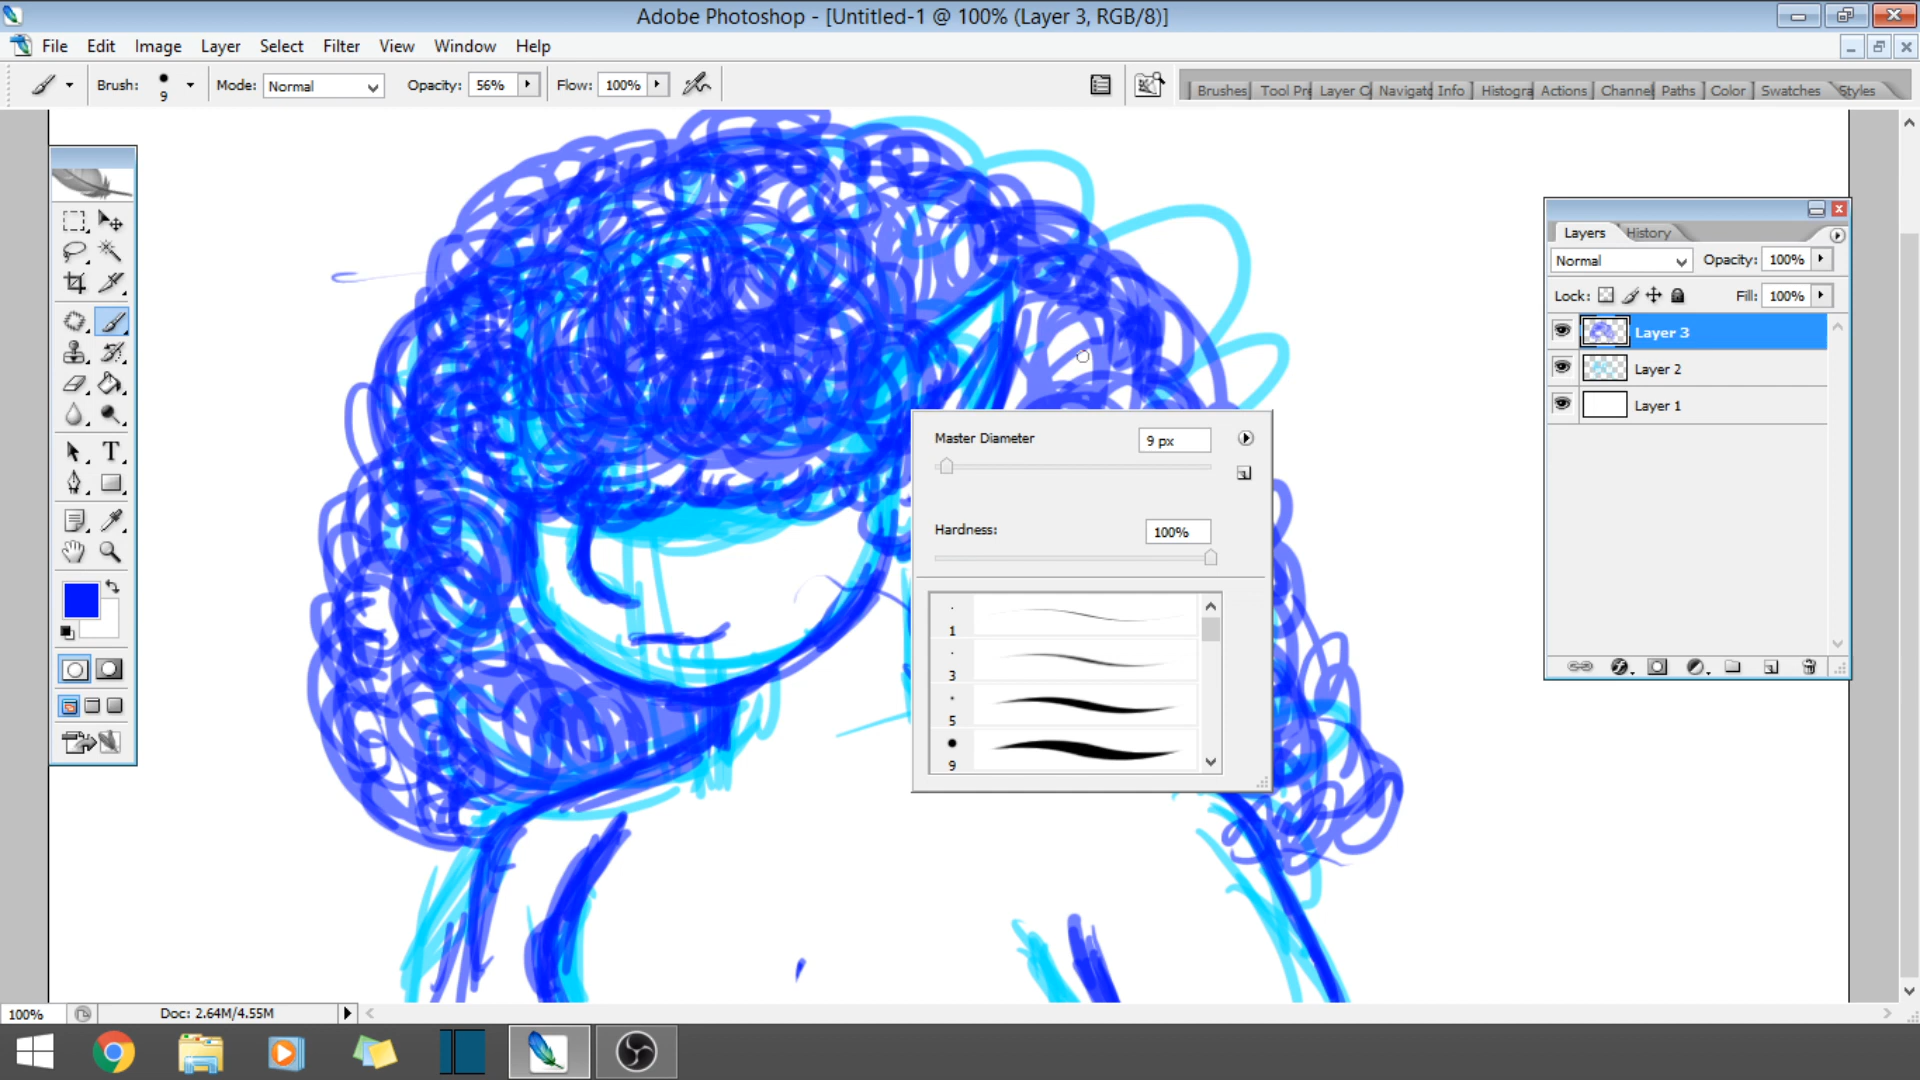 Adobe Photoshop - [Untitled-1 @ 100% (Layer 3, RGB/8)]
File Edit Image Layer Select Filter View Window Help
Brush: 9 Mode: Normal Opacity: 56% Flow: 100%
Brushes Tool Pre Layer C Navigato Info Histogra Actions Channel Paths Color Swatches Styles
Layers History
Normal Opacity: 100%
Lock: Fill: 100%
Layer 3
Layer 2
Layer 1
Master Diameter 9 px
Hardness: 100%
1
3
5
9
T
100% Doc: 2.64M/4.55M